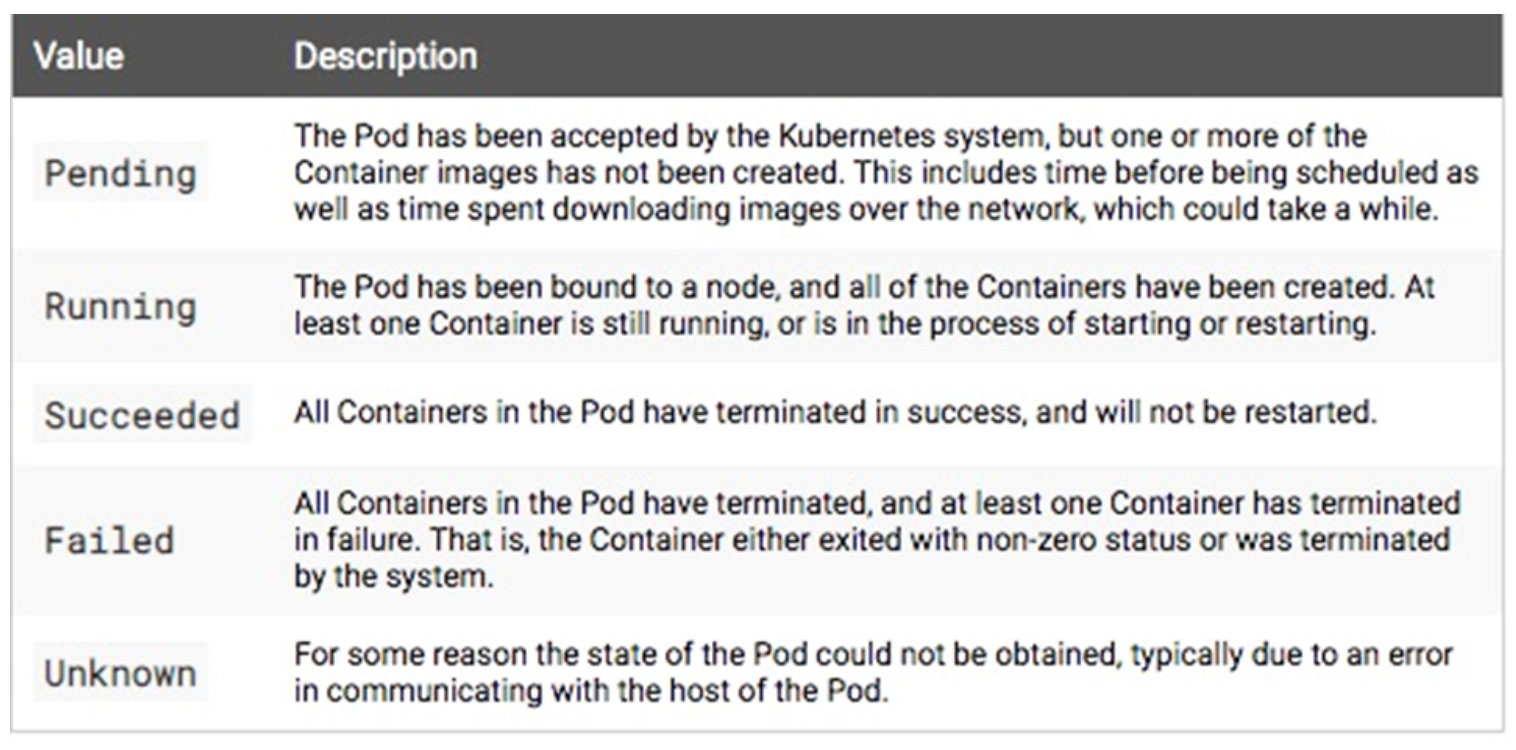 Value Description
Pending
The Pod has been accepted by the Kubernetes system, but one or more of the
Container images has not been created. This includes time before being scheduled as
well as time spent downloading images over the network, which could take a while.
Running
The Pod has been bound to a node, and all of the Containers have been created. At
least one Container is still running, or is in the process of starting or restarting.
Succeeded
All Containers in the Pod have terminated in success, and will not be restarted.
Failed
All Containers in the Pod have terminated, and at least one Container has terminated
in failure. That is, the Container either exited with non-zero status or was terminated
by the system.
Unknown
For some reason the state of the Pod could not be obtained, typically due to an error
in communicating with the host of the Pod.